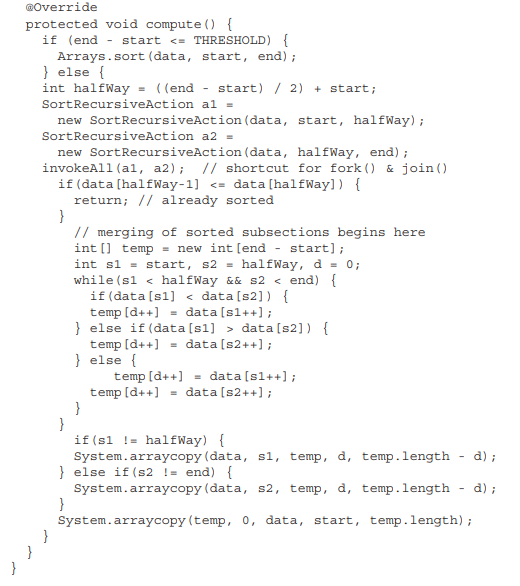 @Override
protected void compute() {
  if (end - start <= THRESHOLD) {
    Arrays.sort(data, start, end);
  } else {
  int halfWay = ((end - start) / 2) + start;
  SortRecursiveAction a1 =
    new SortRecursiveAction(data, start, halfWay);
  SortRecursiveAction a2 =
    new SortRecursiveAction(data, halfWay, end);
  invokeAll(a1, a2);  // shortcut for fork() & join()
    if(data[halfWay-1] <= data[halfWay]) {
      return; // already sorted
    }
      // merging of sorted subsections begins here
      int[] temp = new int[end - start];
      int s1 = start, s2 = halfWay, d = 0;
      while(s1 < halfWay && s2 < end) {
        if(data[s1] < data[s2]) {
        temp[d++] = data[s1++];
      } else if(data[s1] > data[s2]) {
        temp[d++] = data[s2++];
      } else {
          temp[d++] = data[s1++];
        temp[d++] = data[s2++];
      }
    }
      if(s1 != halfWay) {
      System.arraycopy(data, s1, temp, d, temp.length - d);
    } else if(s2 != end) {
      System.arraycopy(data, s2, temp, d, temp.length - d);
    }
    System.arraycopy(temp, 0, data, start, temp.length);
  }
}
}